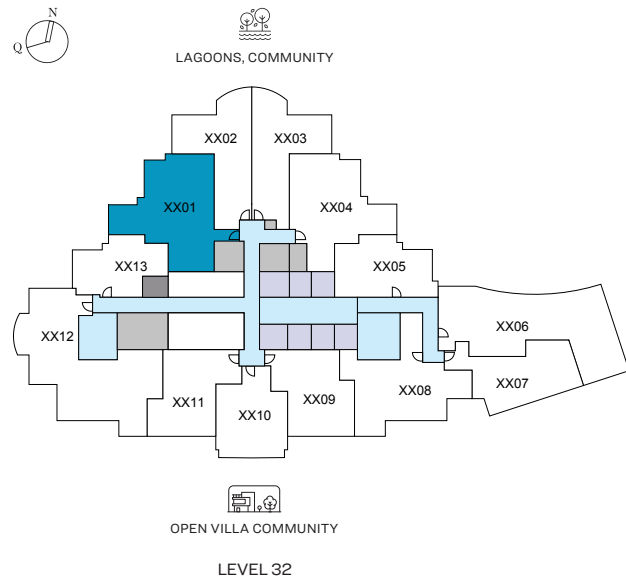 N
Q
LAGOONS, COMMUNITY
XX02
XX03
XX01
XX04
XX13
XX05
XX12
XX06
XX07
XX08
XX11
XX09
XX10
OPEN VILLA COMMUNITY
LEVEL 32